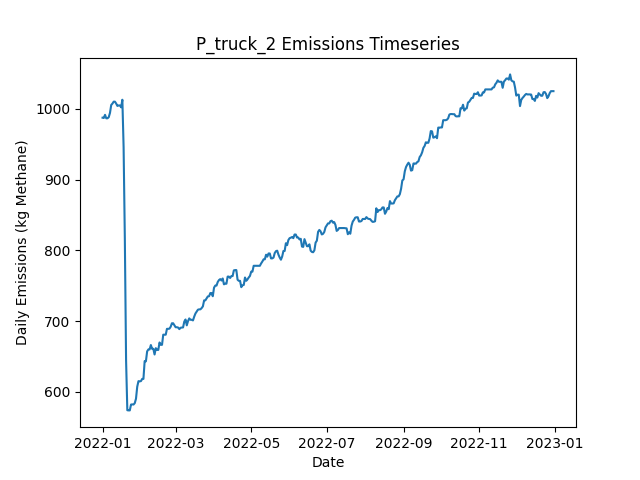 P_truck_2 Emissions Timeseries
Daily Emissions (kg Methane)
1000
900
800
700
600
2022-01 2022-03 2022-05 2022-07 2022-09 2022-11 2023-01
Date